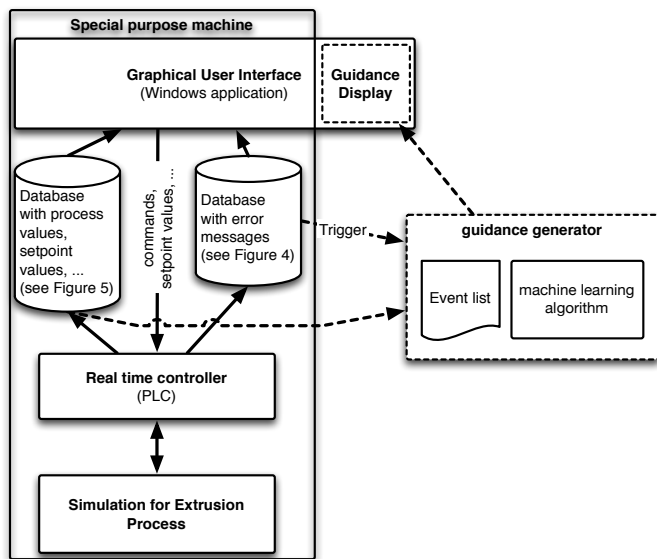 Special purpose machine
Graphical User Interface
(Windows application)
Guidance
Display
Database
with process
values,
setpoint
values, ...
(see Figure 5)
commands,
setpoint values, ...
Database
with error
messages
(see Figure 4)
Trigger
guidance generator
Event list
machine learning
algorithm
Real time controller
(PLC)
Simulation for Extrusion
Process